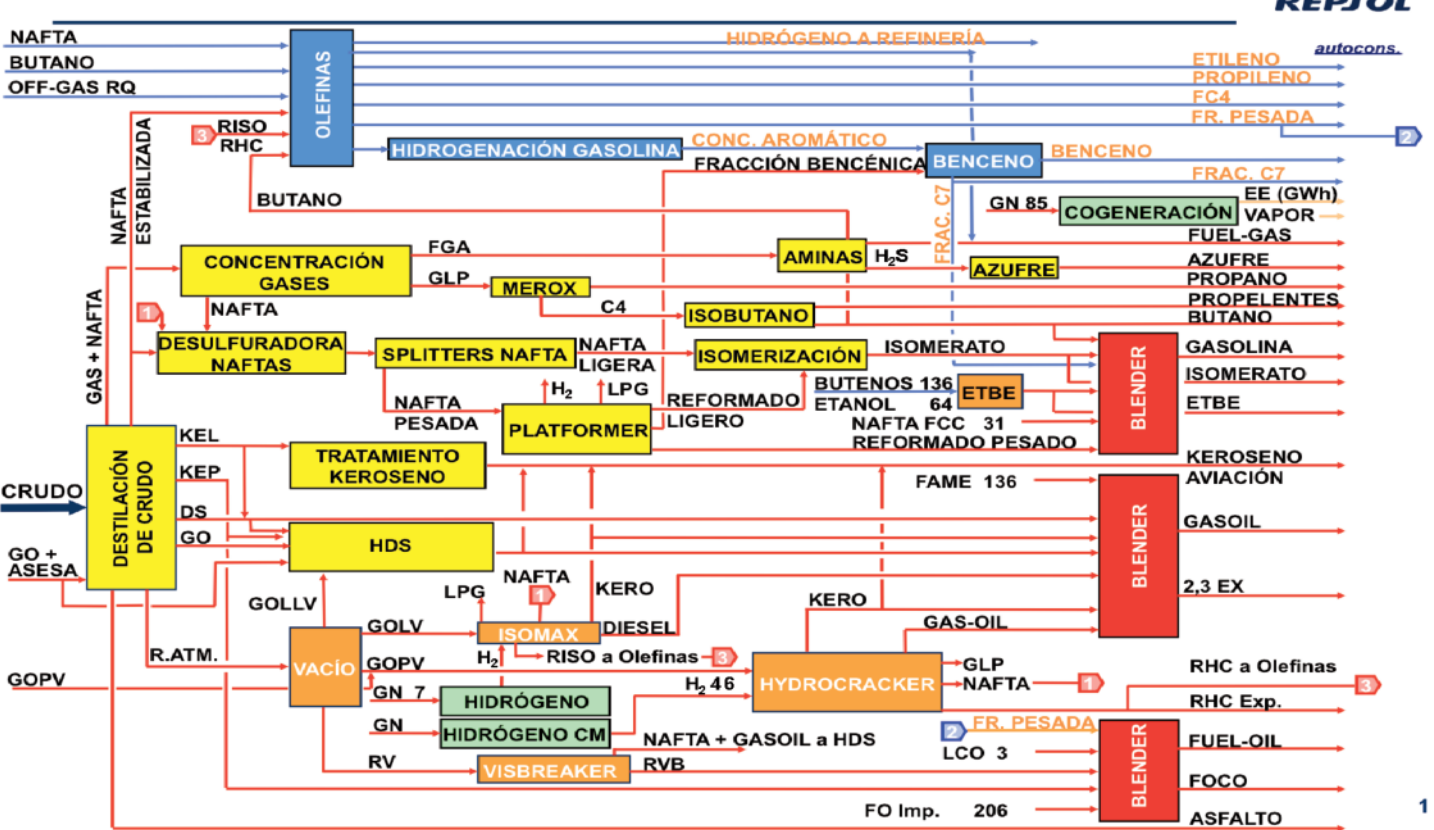 REPSOL
NAFTA
BUTANO
OFF-GAS RQ
OLEFINAS
HIDRÓGENO A REFINERÍA
autocons.
ETILENO
PROPILENO
FC4
FR. PESADA
2
NAFTA
ESTABILIZADA
3
RISO
RHC
HIDROGENACIÓN GASOLINA
CONC. AROMÁTICO
FRACCIÓN BENCÉNICA
BENCENO
BENCENO
FRAC. C7
FRAC. C7
BUTANO
GN 85
COGENERACIÓN
EE (GWh)
VAPOR
FUEL-GAS
GAS + NAFTA
CONCENTRACIÓN
GASES
FGA
GLP
AMINAS
H2S
AZUFRE
AZUFRE
MEROX
PROPANO
1
NAFTA
C4
ISOBUTANO
PROPELENTES
BUTANO
DESULFURADORA
NAFTAS
SPLITTERS NAFTA
NAFTA
LIGERA
ISOMERIZACIÓN
ISOMERATO
BLENDER
GASOLINA
ISOMERATO
ETBE
H2
LPG
BUTENOS 136
ETANOL 64
ETBE
NAFTA
PESADA
PLATFORMER
REFORMADO
LIGERO
NAFTA FCC 31
REFORMADO PESADO
CRUDO
DESTILACIÓN
DE CRUDO
KEL
KEP
DS
GO
TRATAMIENTO
KEROSENO
KEROSENO
AVIACIÓN
FAME 136
BLENDER
GASOIL
2,3 EX
GO +
ASESA
HDS
GOLLV
LPG
NAFTA
1
KERO
KERO
GAS-OIL
GOLV
ISOMAX
DIESEL
R.ATM.
VACÍO
GOPV
GOPV
H2
RISO a Olefinas
3
HYDROCRACKER
GLP
NAFTA
1
RHC a Olefinas
3
RHC Exp.
GN 7
HIDRÓGENO
H2 46
GN
HIDRÓGENO CM
NAFTA + GASOIL a HDS
RV
VISBREAKER
RVB
2
FR. PESADA
LCO 3
BLENDER
FUEL-OIL
FOCO
FO Imp. 206
ASFALTO
1